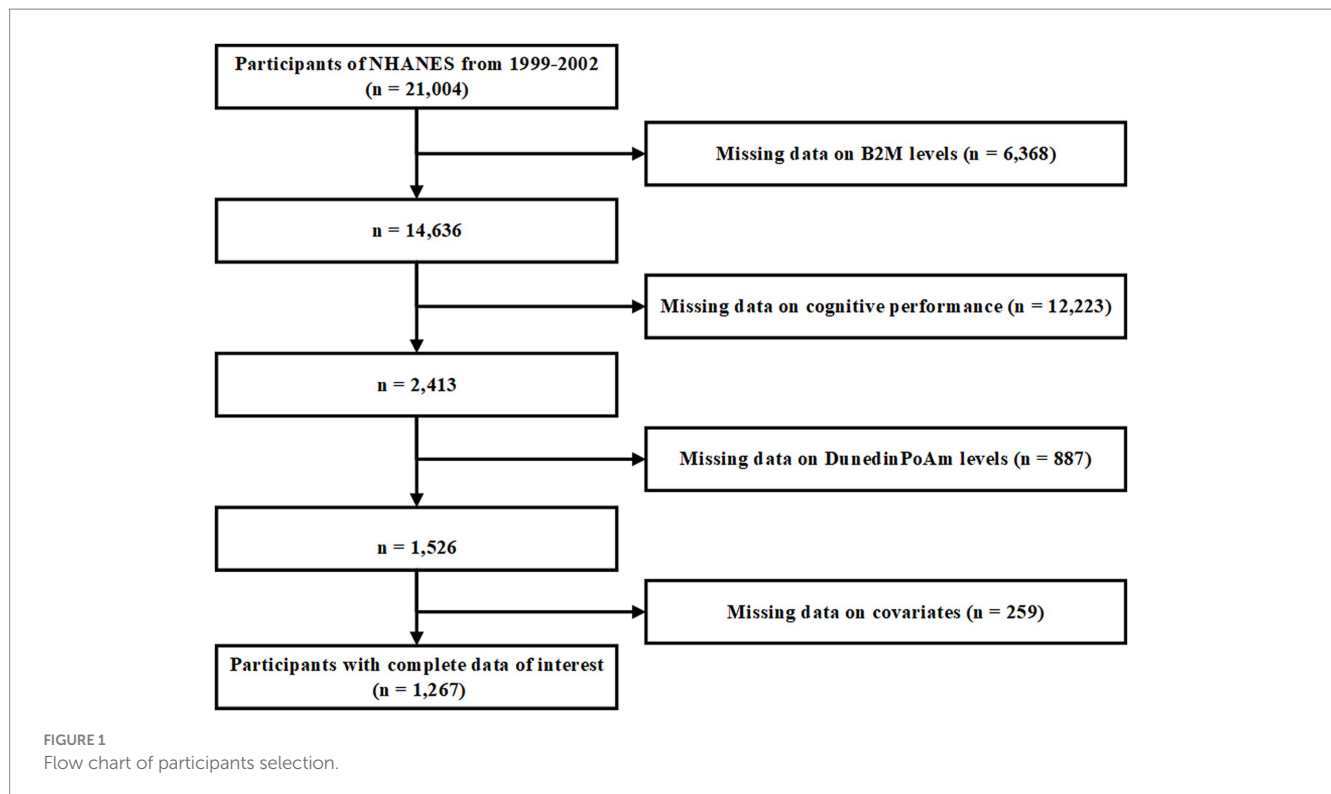 Participants of NHANES from 1999-2002
(n = 21,004)
Missing data on B2M levels (n = 6,368)
n = 14,636
Missing data on cognitive performance (n = 12,223)
n = 2,413
Missing data on DunedinPoAm levels (n = 887)
n = 1,526
Missing data on covariates (n = 259)
Participants with complete data of interest
(n = 1,267)
FIGURE 1
Flow chart of participants selection.